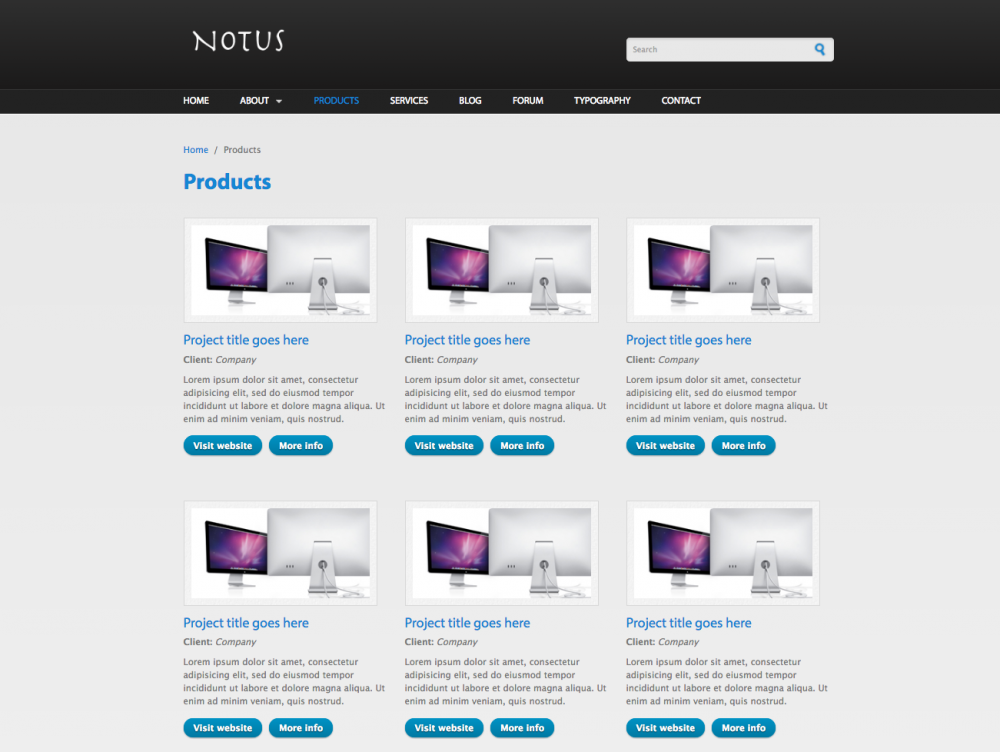 NOTUS
Search
HOME ABOUT PRODUCTS SERVICES BLOG FORUM TYPOGRAPHY CONTACT
Home / Products
Products
Project title goes here
Client: Company
Lorem ipsum dolor sit amet, consectetur
adipiscing elit, sed do eiusmod tempor
incididunt ut labore et dolore magna aliqua. Ut
enim ad minim veniam, quis nostrud.
Visit website More info
Project title goes here
Client: Company
Lorem ipsum dolor sit amet, consectetur
adipiscing elit, sed do eiusmod tempor
incididunt ut labore et dolore magna aliqua. Ut
enim ad minim veniam, quis nostrud.
Visit website More info
Project title goes here
Client: Company
Lorem ipsum dolor sit amet, consectetur
adipiscing elit, sed do eiusmod tempor
incididunt ut labore et dolore magna aliqua. Ut
enim ad minim veniam, quis nostrud.
Visit website More info
Project title goes here
Client: Company
Lorem ipsum dolor sit amet, consectetur
adipiscing elit, sed do eiusmod tempor
incididunt ut labore et dolore magna aliqua. Ut
enim ad minim veniam, quis nostrud.
Visit website More info
Project title goes here
Client: Company
Lorem ipsum dolor sit amet, consectetur
adipiscing elit, sed do eiusmod tempor
incididunt ut labore et dolore magna aliqua. Ut
enim ad minim veniam, quis nostrud.
Visit website More info
Project title goes here
Client: Company
Lorem ipsum dolor sit amet, consectetur
adipiscing elit, sed do eiusmod tempor
incididunt ut labore et dolore magna aliqua. Ut
enim ad minim veniam, quis nostrud.
Visit website More info